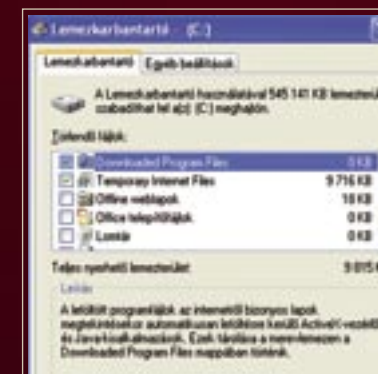 Lemezkarbantartó (C:)
Lemezkarbantartó Egyéb beállítások
A Lemezkarbantartó használatával 545 141 KB lemezterül
szabadíthat fel a(z) (C:) meghajtón.
Törlendő fájlok:
Downloaded Program Files 0 KB
Temporary Internet Files 9 716 KB
Offline weblapok 18 KB
Office telepítőfájlok 0 KB
Lomtár 0 KB
Teljes nyerhető lemezterület: 9 815 K
Leírás
A letöltött programfájlok az internetről bizonyos lapok
megtekintésekor automatikusan letöltésre kerülő ActiveX-vezérlő
és Java-kisalkalmazások. Ezek tárolása a merevlemezen a
Downloaded Program Files mappában történik.